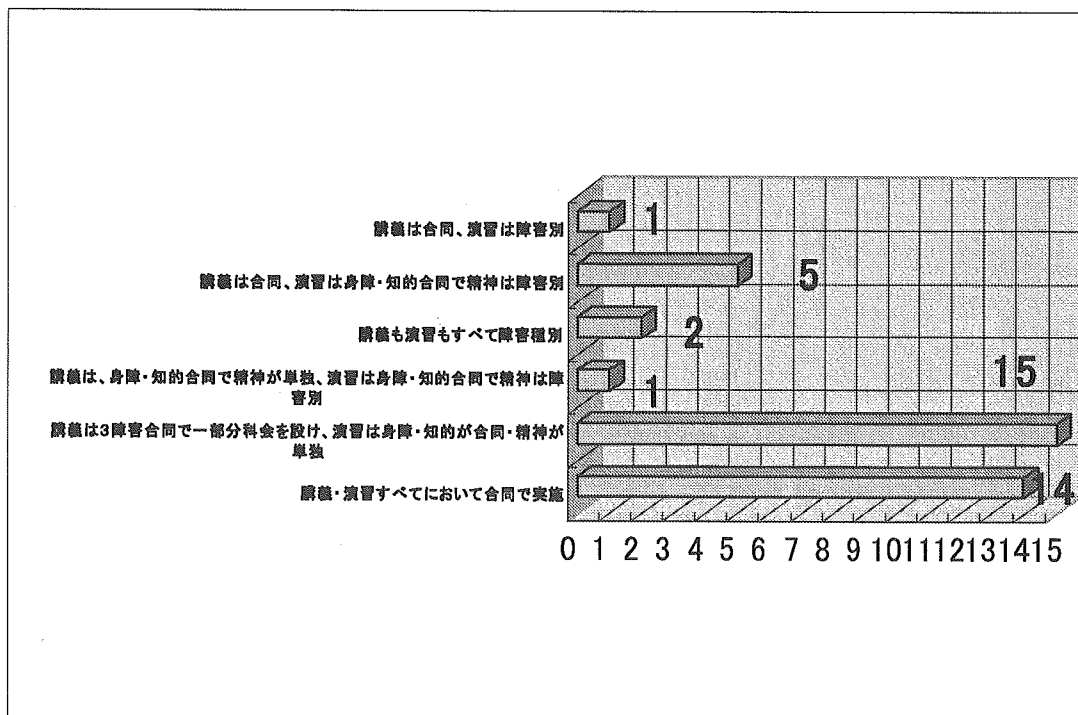 講義は合同、演習は障害別
1
講義は合同、演習は身障・知的合同で精神は障害別
5
講義も演習もすべて障害種別
2
講義は、身障・知的合同で精神が単独、演習は身障・知的合同で精神は障
害別
1
講義は3障害合同で一部分科会を設け、演習は身障・知的が合同・精神が
単独
15
講義・演習すべてにおいて合同で実施
14
0 1 2 3 4 5 6 7 8 9 10 11 12 13 14 15